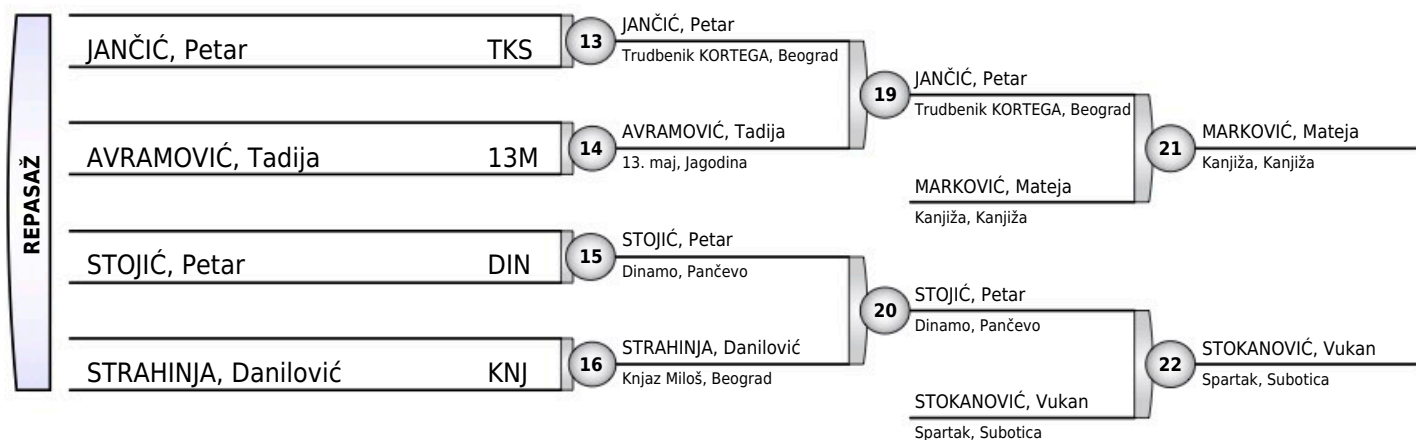 REPASAŽ
JANČIĆ, Petar TKS
AVRAMOVIĆ, Tadija 13M
STOJIĆ, Petar DIN
STRAHINJA, Danilović KNJ
13
JANČIĆ, Petar
Trudbenik KORTEGA, Beograd
14
AVRAMOVIĆ, Tadija
13. maj, Jagodina
15
STOJIĆ, Petar
Dinamo, Pančevo
16
STRAHINJA, Danilović
Knjaz Miloš, Beograd
19
JANČIĆ, Petar
Trudbenik KORTEGA, Beograd
MARKOVIĆ, Mateja
Kanjiža, Kanjiža
20
STOJIĆ, Petar
Dinamo, Pančevo
STOKANOVIĆ, Vukan
Spartak, Subotica
21
MARKOVIĆ, Mateja
Kanjiža, Kanjiža
22
STOKANOVIĆ, Vukan
Spartak, Subotica